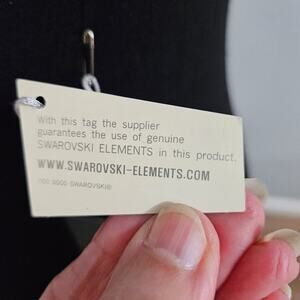 With this tag the supplier
guarantees the use of genuine
SWAROVSKI ELEMENTS in this product.
WWW.SWAROVSKI-ELEMENTS.COM
SWAROVSKI®